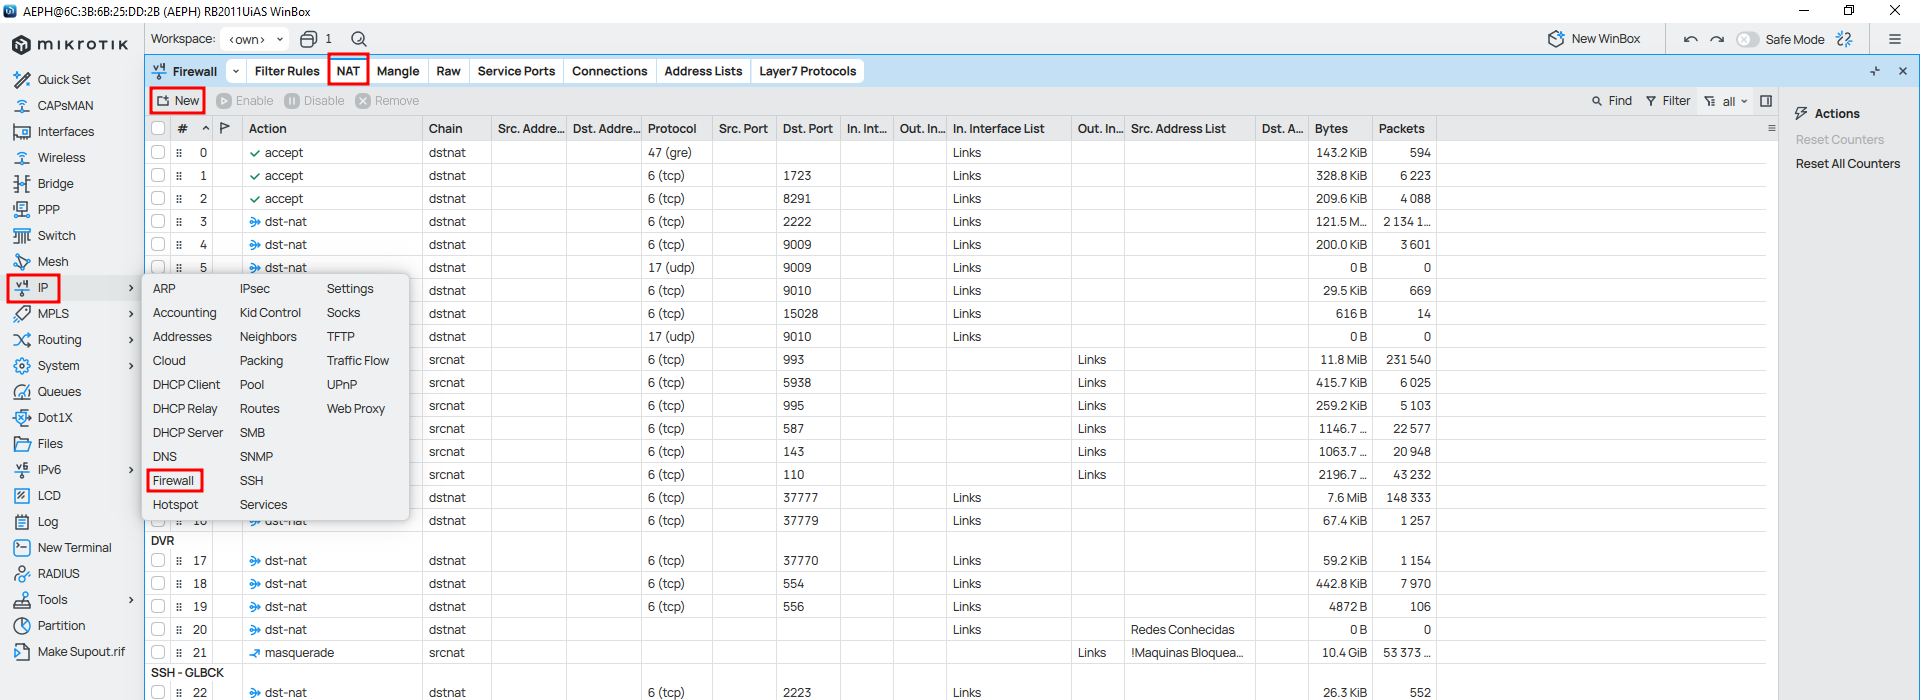 AEPH@6C:3B:6B:25:DD:2B (AEPH) RB2011UiAS WinBox
MIKROTIK
Workspace: <own> 1
New WinBox
Safe Mode
Firewall Filter Rules NAT Mangle Raw Service Ports Connections Address Lists Layer7 Protocols
New Enable Disable Remove
Find Filter all
Actions
Reset Counters
Reset All Counters
Quick Set
CAPsMAN
Interfaces
Wireless
Bridge
PPP
Switch
Mesh
IP
MPLS
Routing
System
Queues
Dot1X
Files
IPv6
LCD
Log
New Terminal
RADIUS
Tools
Partition
Make Supout.rif
ARP
Accounting
Addresses
Cloud
DHCP Client
DHCP Relay
DHCP Server
DNS
Firewall
Hotspot
IPsec
Kid Control
Neighbors
Packing
Pool
Routes
SMB
SNMP
SSH
Services
Settings
Socks
TFTP
Traffic Flow
UPnP
Web Proxy
# Action Chain Src. Addre... Dst. Addre... Protocol Src. Port Dst. Port In. Int... Out. In... In. Interface List Out. In... Src. Address List Dst. A... Bytes Packets
0 accept dstnat 47 (gre) Links 143.2 KiB 594
1 accept dstnat 6 (tcp) 1723 Links 328.8 KiB 6 223
2 accept dstnat 6 (tcp) 8291 Links 209.6 KiB 4 088
3 dst-nat dstnat 6 (tcp) 2222 Links 121.5 M... 2 134 1...
4 dst-nat dstnat 6 (tcp) 9009 Links 200.0 KiB 3 601
5 dst-nat dstnat 17 (udp) 9009 Links 0 B 0
dstnat 6 (tcp) 9010 Links 29.5 KiB 669
dstnat 6 (tcp) 15028 Links 616 B 14
dstnat 17 (udp) 9010 Links 0 B 0
srcnat 6 (tcp) 993 Links 11.8 MiB 231 540
srcnat 6 (tcp) 5938 Links 415.7 KiB 6 025
srcnat 6 (tcp) 995 Links 259.2 KiB 5 103
srcnat 6 (tcp) 587 Links 1146.7 ... 22 577
srcnat 6 (tcp) 143 Links 1063.7 ... 20 948
srcnat 6 (tcp) 110 Links 2196.7 ... 43 232
dstnat 6 (tcp) 37777 Links 7.6 MiB 148 333
16 dst-nat dstnat 6 (tcp) 37779 Links 67.4 KiB 1 257
DVR
17 dst-nat dstnat 6 (tcp) 37770 Links 59.2 KiB 1 154
18 dst-nat dstnat 6 (tcp) 554 Links 442.8 KiB 7 970
19 dst-nat dstnat 6 (tcp) 556 Links 4872 B 106
20 dst-nat dstnat Links Redes Conhecidas 0 B 0
21 masquerade srcnat Links !Maquinas Bloquea... 10.4 GiB 53 373 ...
SSH - GLBCK
22 dst-nat dstnat 6 (tcp) 2223 Links 26.3 KiB 552